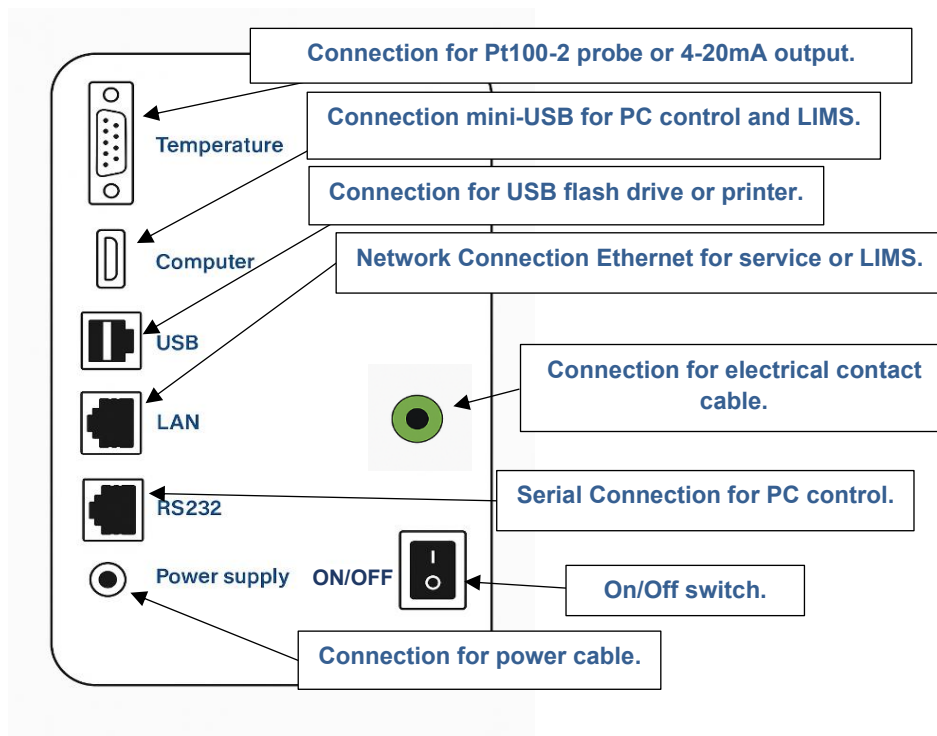 Connection for Pt100-2 probe or 4-20mA output.
Temperature
Connection mini-USB for PC control and LIMS.
Connection for USB flash drive or printer.
Computer
Network Connection Ethernet for service or LIMS.
USB
Connection for electrical contact
cable.
LAN
Serial Connection for PC control.
RS232
Power supply
ON/OFF
I
O
On/Off switch.
Connection for power cable.